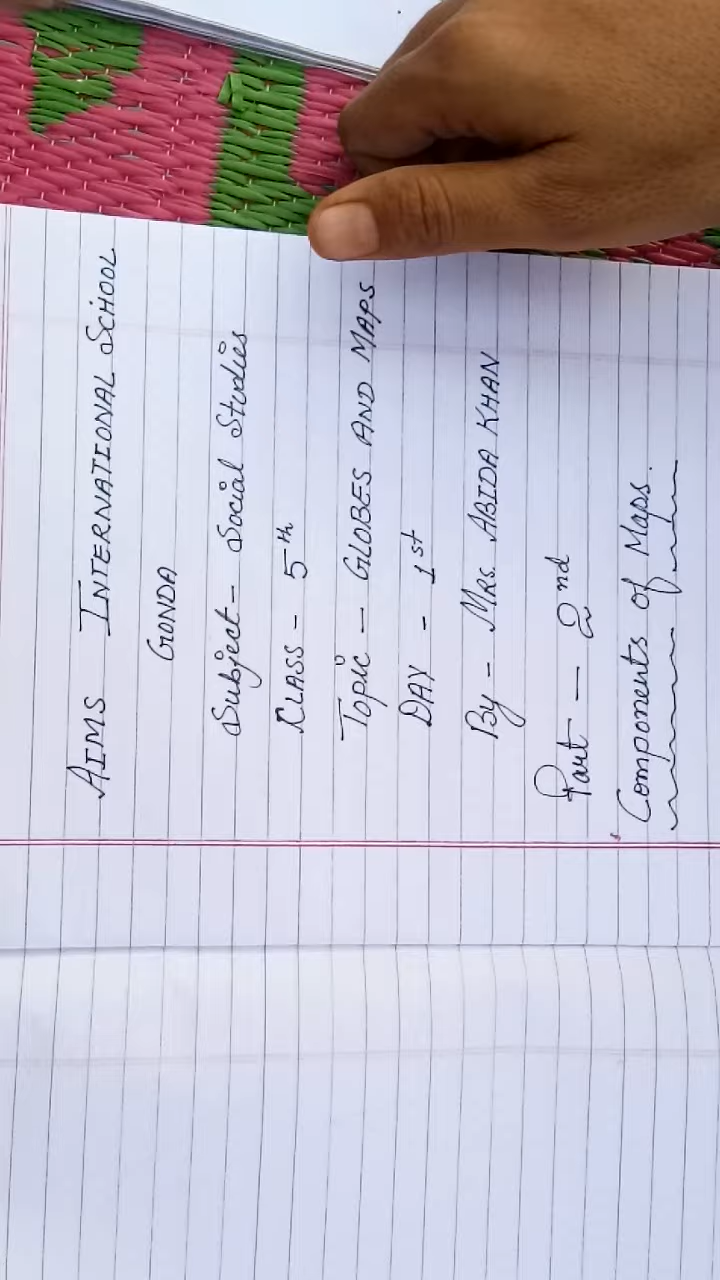 AIMS INTERNATIONAL SCHOOL
GONDA
Subject - Social Studies
CLASS - 5th
Topic - GLOBES AND MAPS
DAY - 1st
By - MRS. ABIDA KHAN
Part - 2nd
Components of Maps.